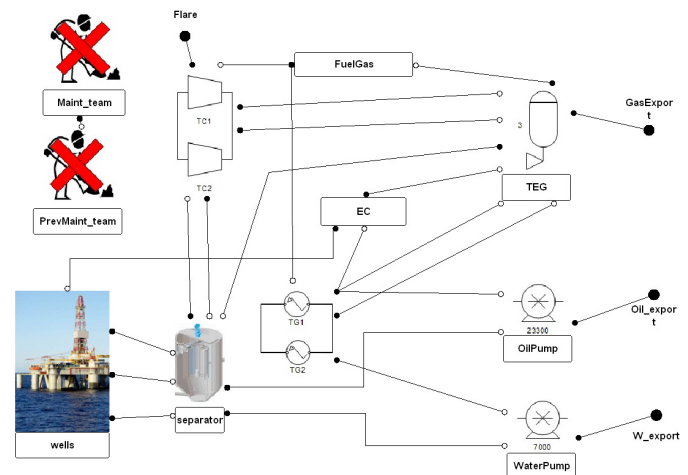 Flare
FuelGas
Maint_team
TC1
3
GasExpor
t
PrevMaint_team
TC2
TEG
EC
TG1
23300
Oil_expor
t
OilPump
TG2
separator
wells
7000
W_export
WaterPump